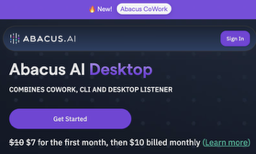 🔥 New! Abacus CoWork
ABACUS.AI Sign In
Abacus AI Desktop
COMBINES COWORK, CLI AND DESKTOP LISTENER
Get Started
$10 $7 for the first month, then $10 billed monthly (Learn more)